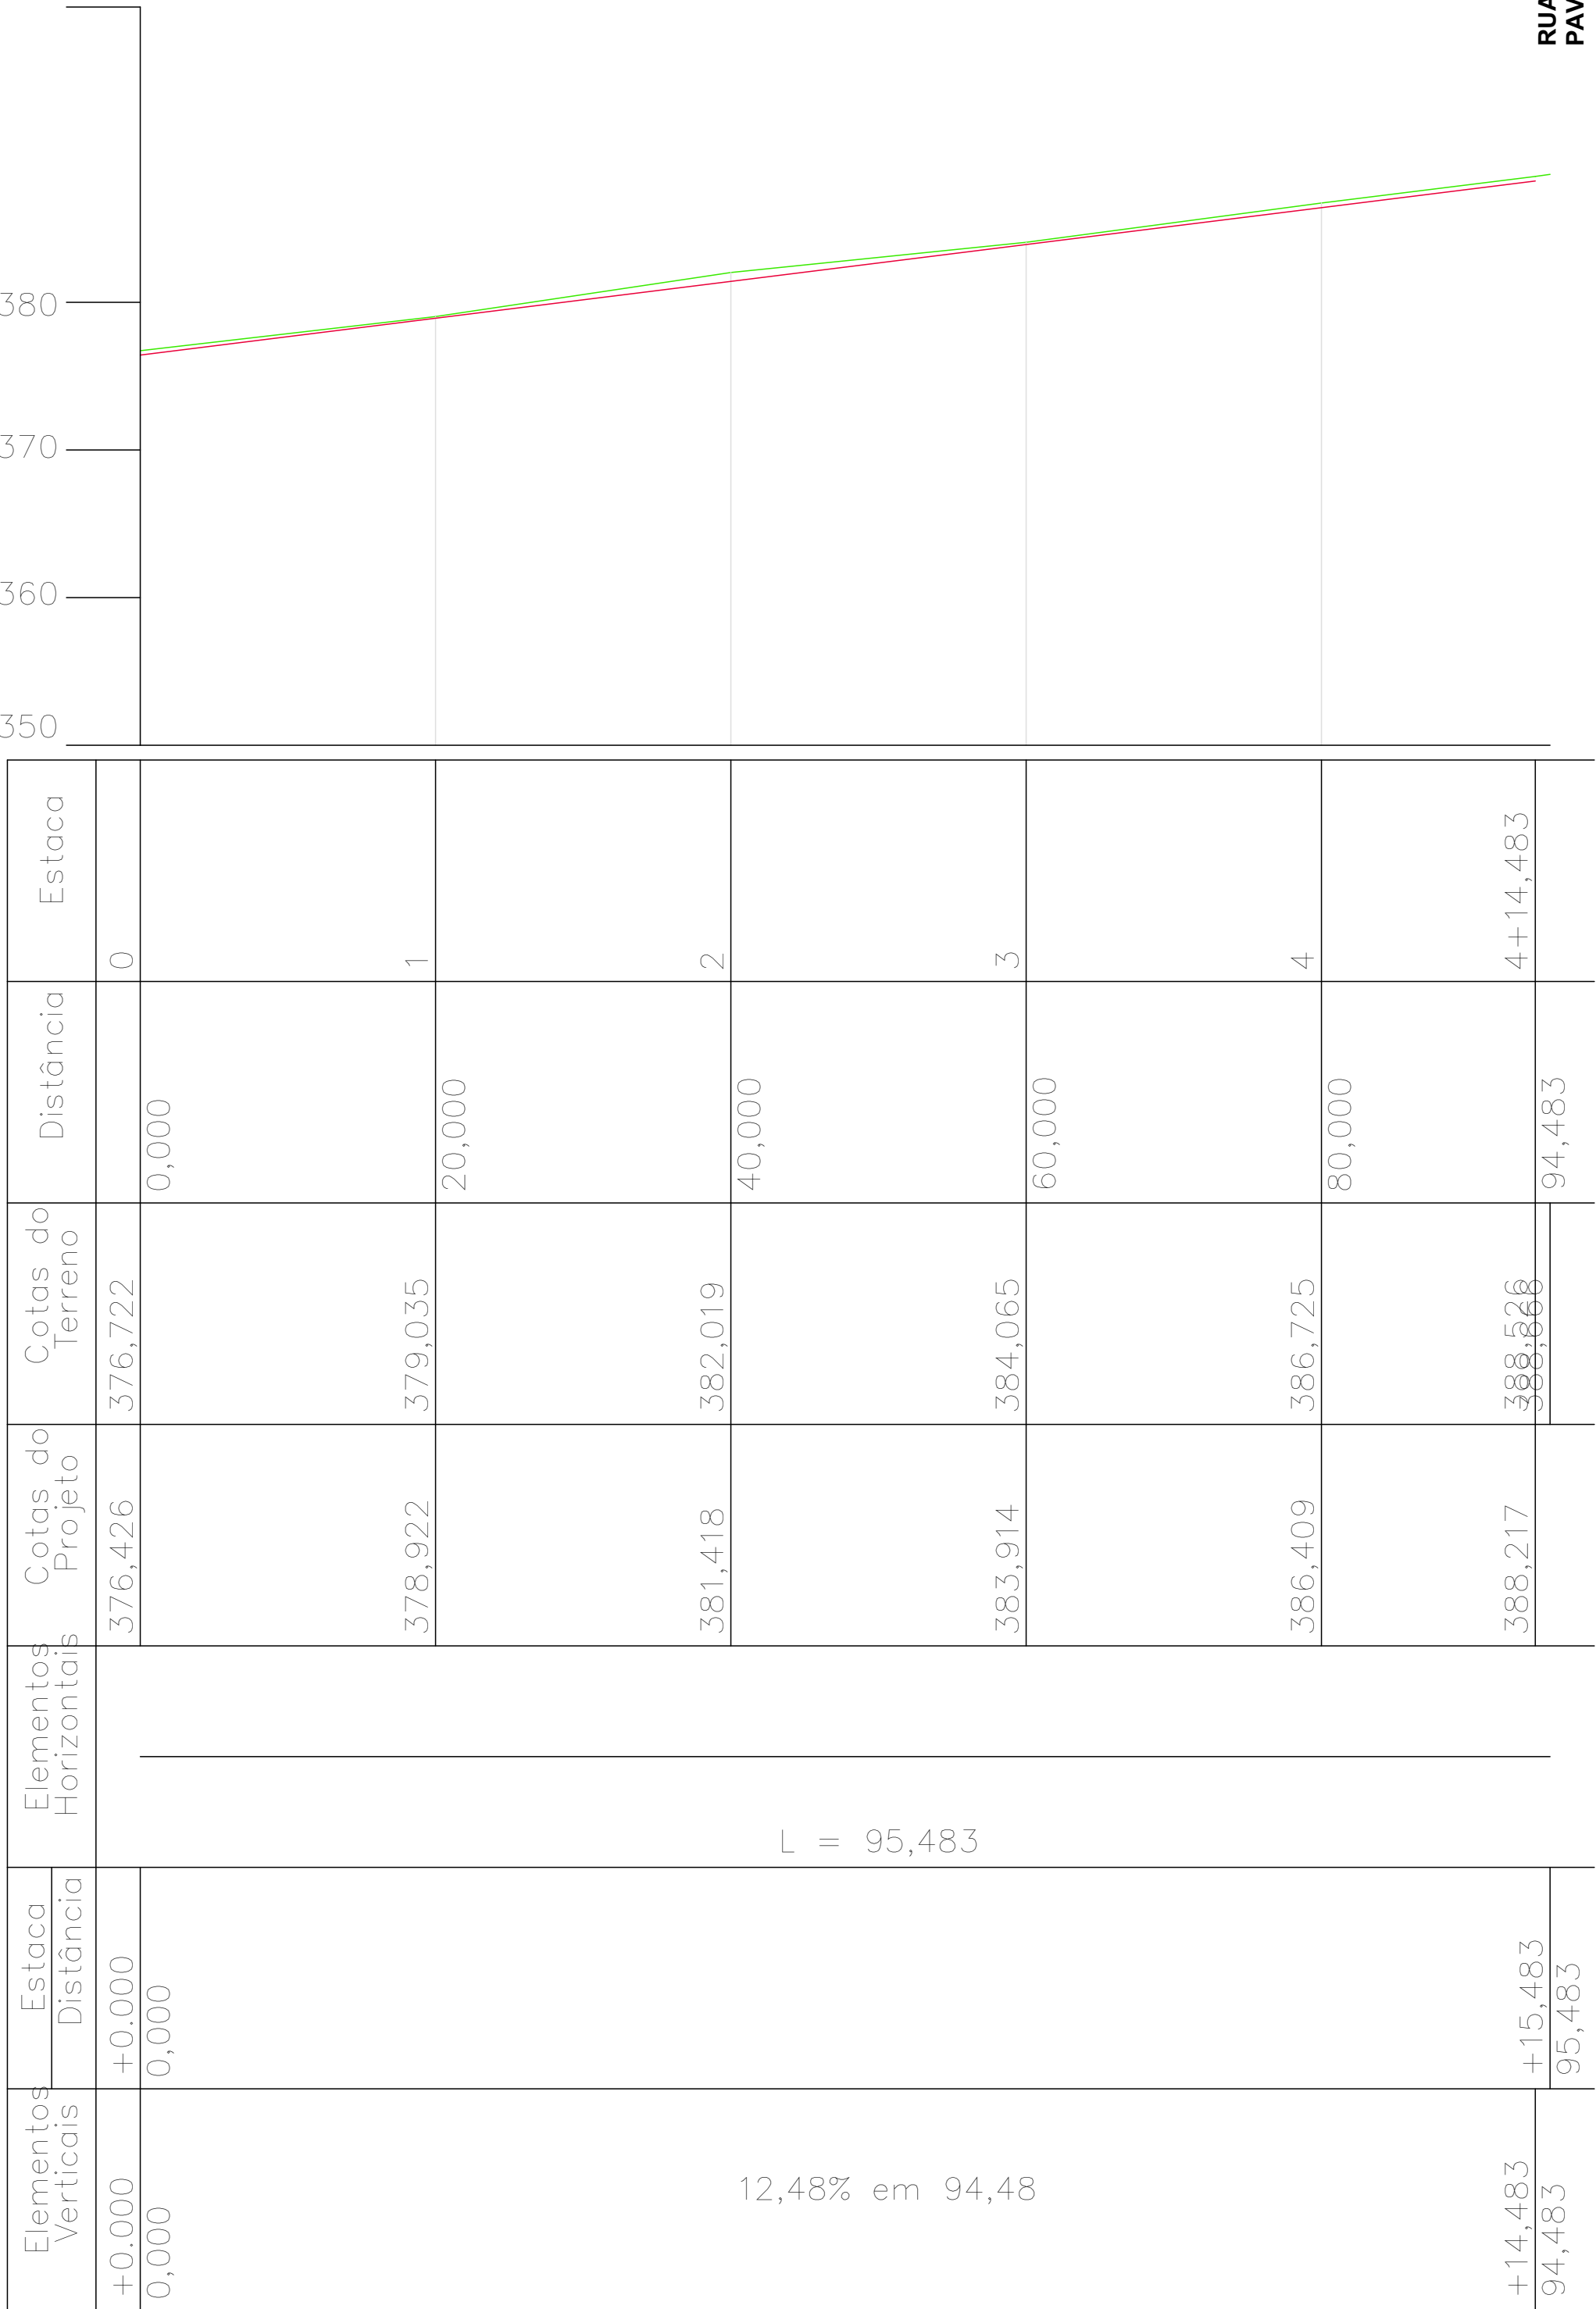 RUA
PAV
380
370
360
350
Estaca
0
1
2
3
4
4+14,483
Distância
0,000
20,000
40,000
60,000
80,000
94,483
Cotas do
Terreno
376,722
379,035
382,019
384,065
386,725
388,526
Cotas do
Projeto
376,426
378,922
381,418
383,914
386,409
388,217
Elementos
Horizontais
L = 95,483
Estaca
Distância
+0.000
0,000
+15,483
95,483
Elementos
Verticais
+0.000
0,000
12,48% em 94,48
+14,483
94,483